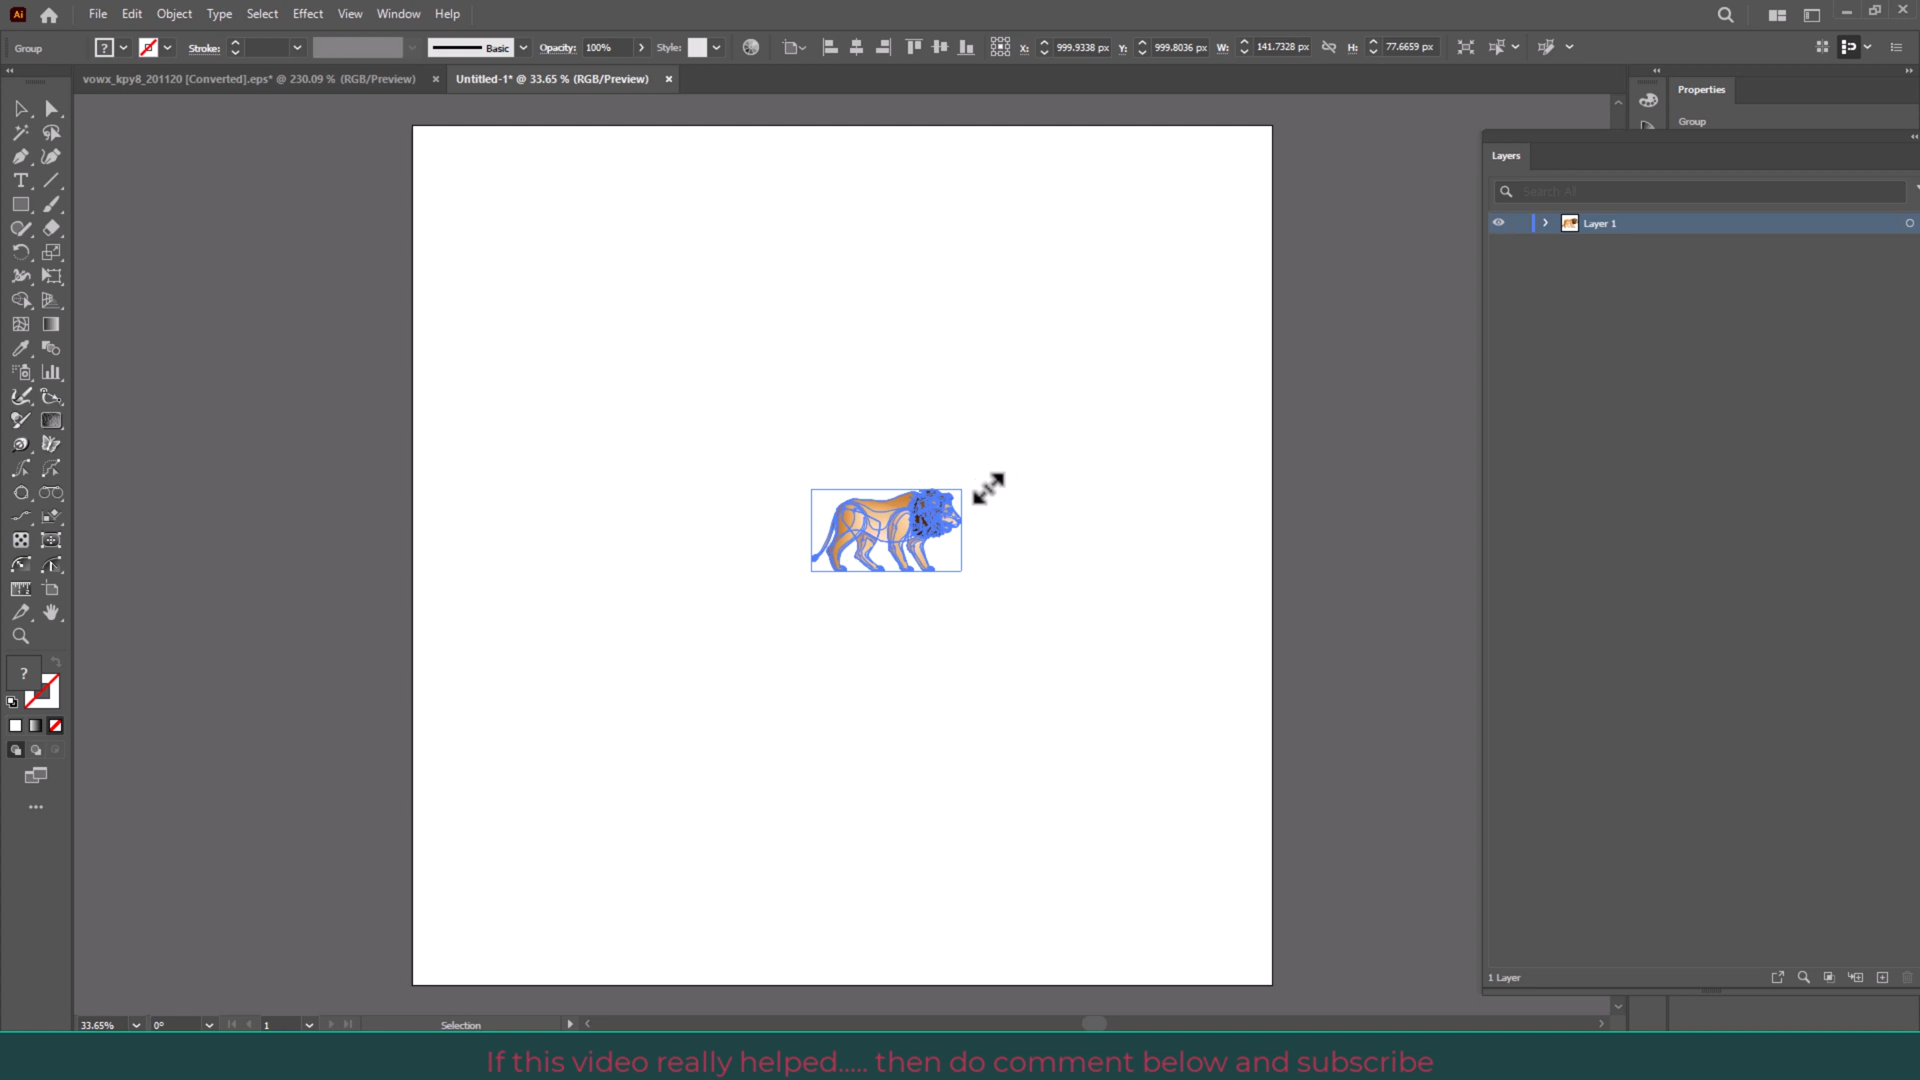 Ai File Edit Object Type Select Effect View Window Help
Group ? Stroke: Basic Opacity: 100% Style: X: 999.9338 px Y: 999.8036 px W: 141.7328 px H: 77.6659 px
vowx_kpy8_201120 [Converted].eps* @ 230.09 % (RGB/Preview) × Untitled-1* @ 33.65 % (RGB/Preview) ×
Properties
Group
Layers
Search All
Layer 1
?
1 Layer
33.65% 0° 1 Selection
If this video really helped..... then do comment below and subscribe